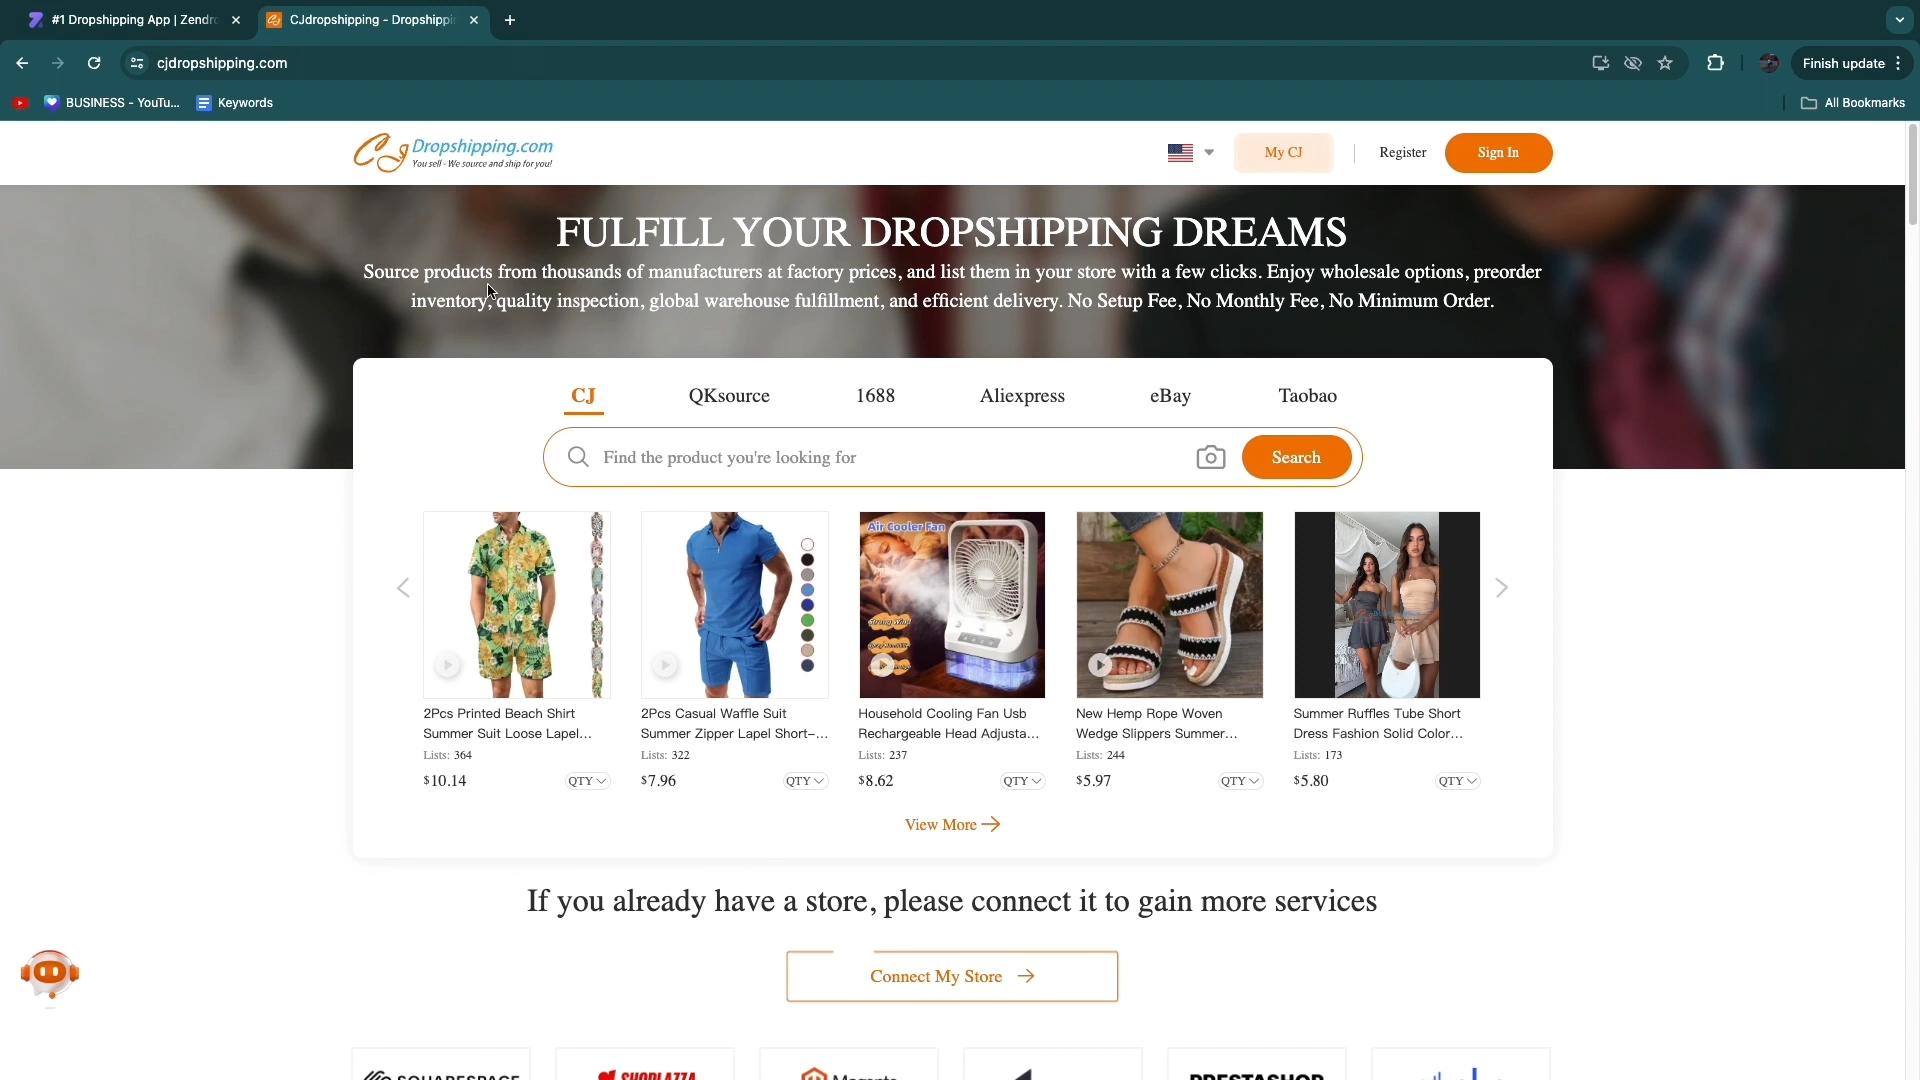 #1 Dropshipping App | Zendro
CJdropshipping - Dropshippin
cjdropshipping.com
Finish update
BUSINESS - YouTu...
Keywords
All Bookmarks
CJ Dropshipping.com
You sell - We source and ship for you!
My CJ
Register
Sign In
FULFILL YOUR DROPSHIPPING DREAMS
Source products from thousands of manufacturers at factory prices, and list them in your store with a few clicks. Enjoy wholesale options, preorder
inventory, quality inspection, global warehouse fulfillment, and efficient delivery. No Setup Fee, No Monthly Fee, No Minimum Order.
CJ
QKsource
1688
Aliexpress
eBay
Taobao
Find the product you're looking for
Search
Air Cooler Fan
Strong Wind
2Pcs Printed Beach Shirt
Summer Suit Loose Lapel...
Lists: 364
$10.14
QTY
2Pcs Casual Waffle Suit
Summer Zipper Lapel Short-...
Lists: 322
$7.96
QTY
Household Cooling Fan Usb
Rechargeable Head Adjusta...
Lists: 237
$8.62
QTY
New Hemp Rope Woven
Wedge Slippers Summer...
Lists: 244
$5.97
QTY
Summer Ruffles Tube Short
Dress Fashion Solid Color...
Lists: 173
$5.80
QTY
View More
If you already have a store, please connect it to gain more services
Connect My Store
SQUARESPACE
SHOPLAZZA
Magento
PRESTASHOP